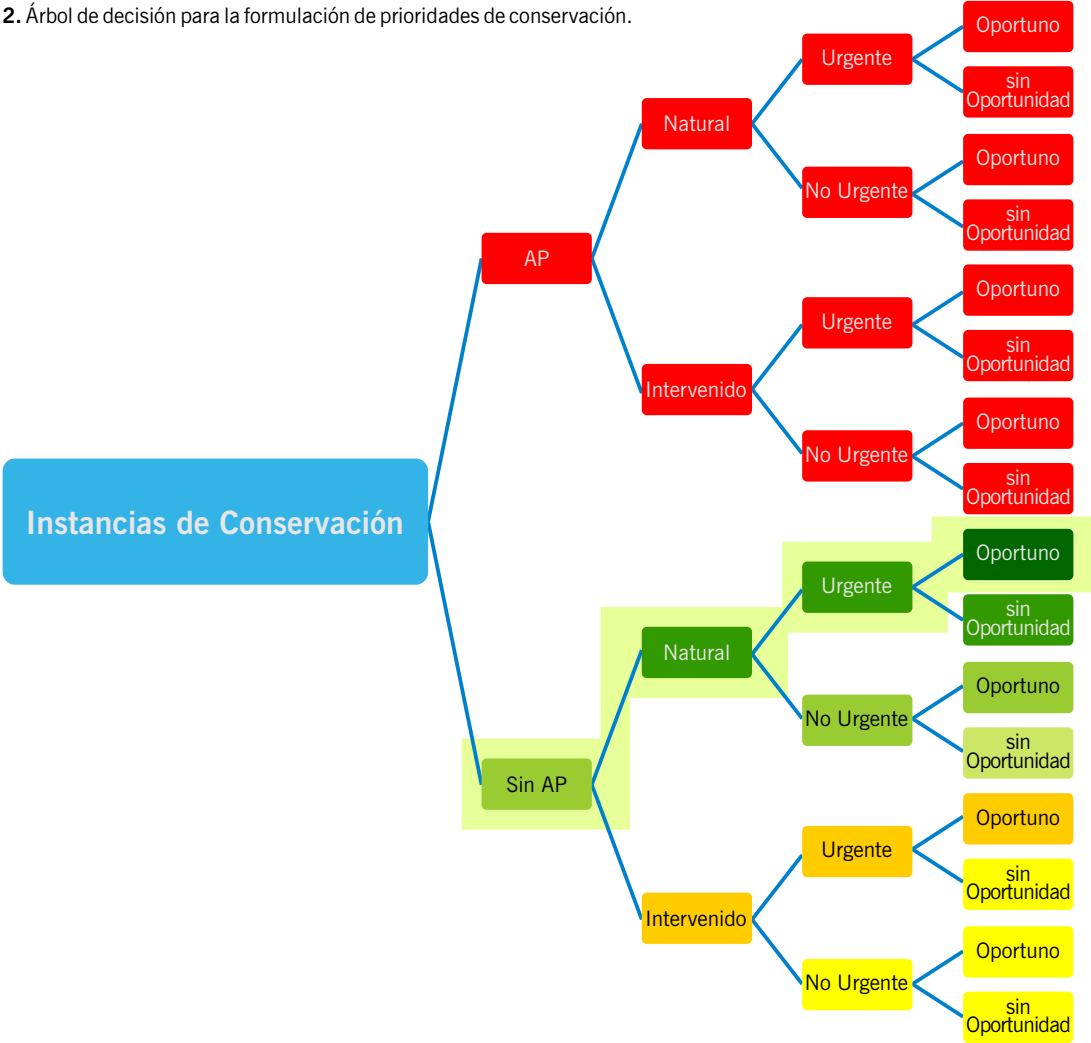 2. Árbol de decisión para la formulación de prioridades de conservación.
Oportuno
Urgente
sin
Oportunidad
Natural
Oportuno
No Urgente
sin
Oportunidad
AP
Oportuno
Urgente
sin
Oportunidad
Intervenido
Oportuno
No Urgente
sin
Oportunidad
Instancias de Conservación
Oportuno
Urgente
sin
Oportunidad
Natural
Oportuno
No Urgente
sin
Oportunidad
Sin AP
Oportuno
Urgente
sin
Oportunidad
Intervenido
Oportuno
No Urgente
sin
Oportunidad